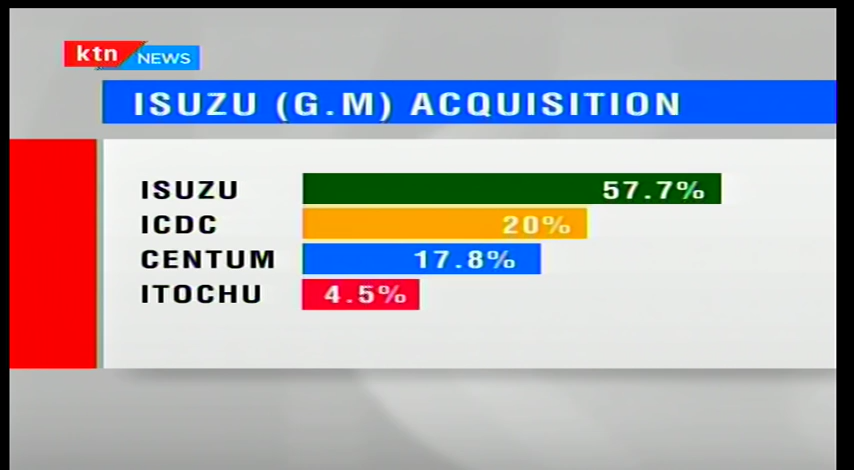 ktn NEWS
ISUZU (G.M) ACQUISITION
ISUZU 57.7%
ICDC 20%
CENTUM 17.8%
ITOCHU 4.5%